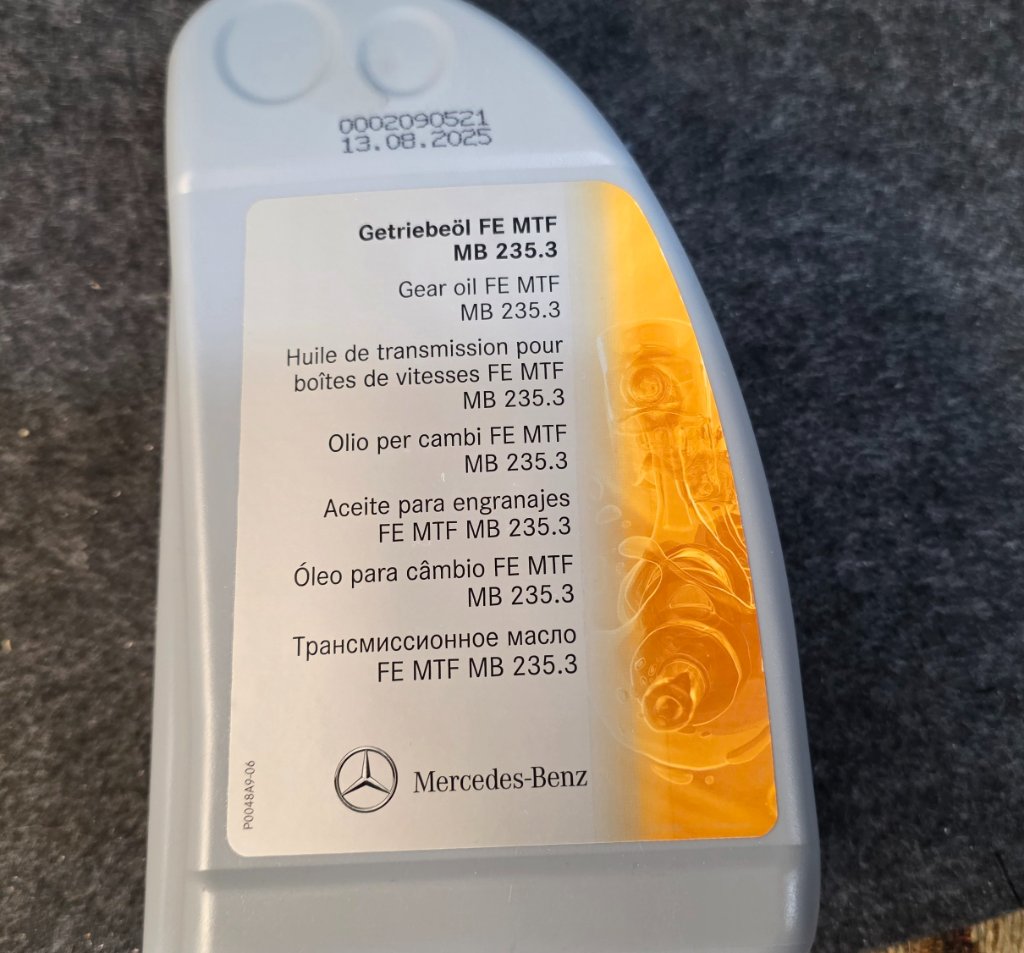 0002090521
13.08.2025
Getriebeöl FE MTF
MB 235.3
Gear oil FE MTF
MB 235.3
Huile de transmission pour
boîtes de vitesses FE MTF
MB 235.3
Olio per cambi FE MTF
MB 235.3
Aceite para engranajes
FE MTF MB 235.3
Óleo para câmbio FE MTF
MB 235.3
Трансмиссионное масло
FE MTF MB 235.3
P0048A9-06
Mercedes-Benz